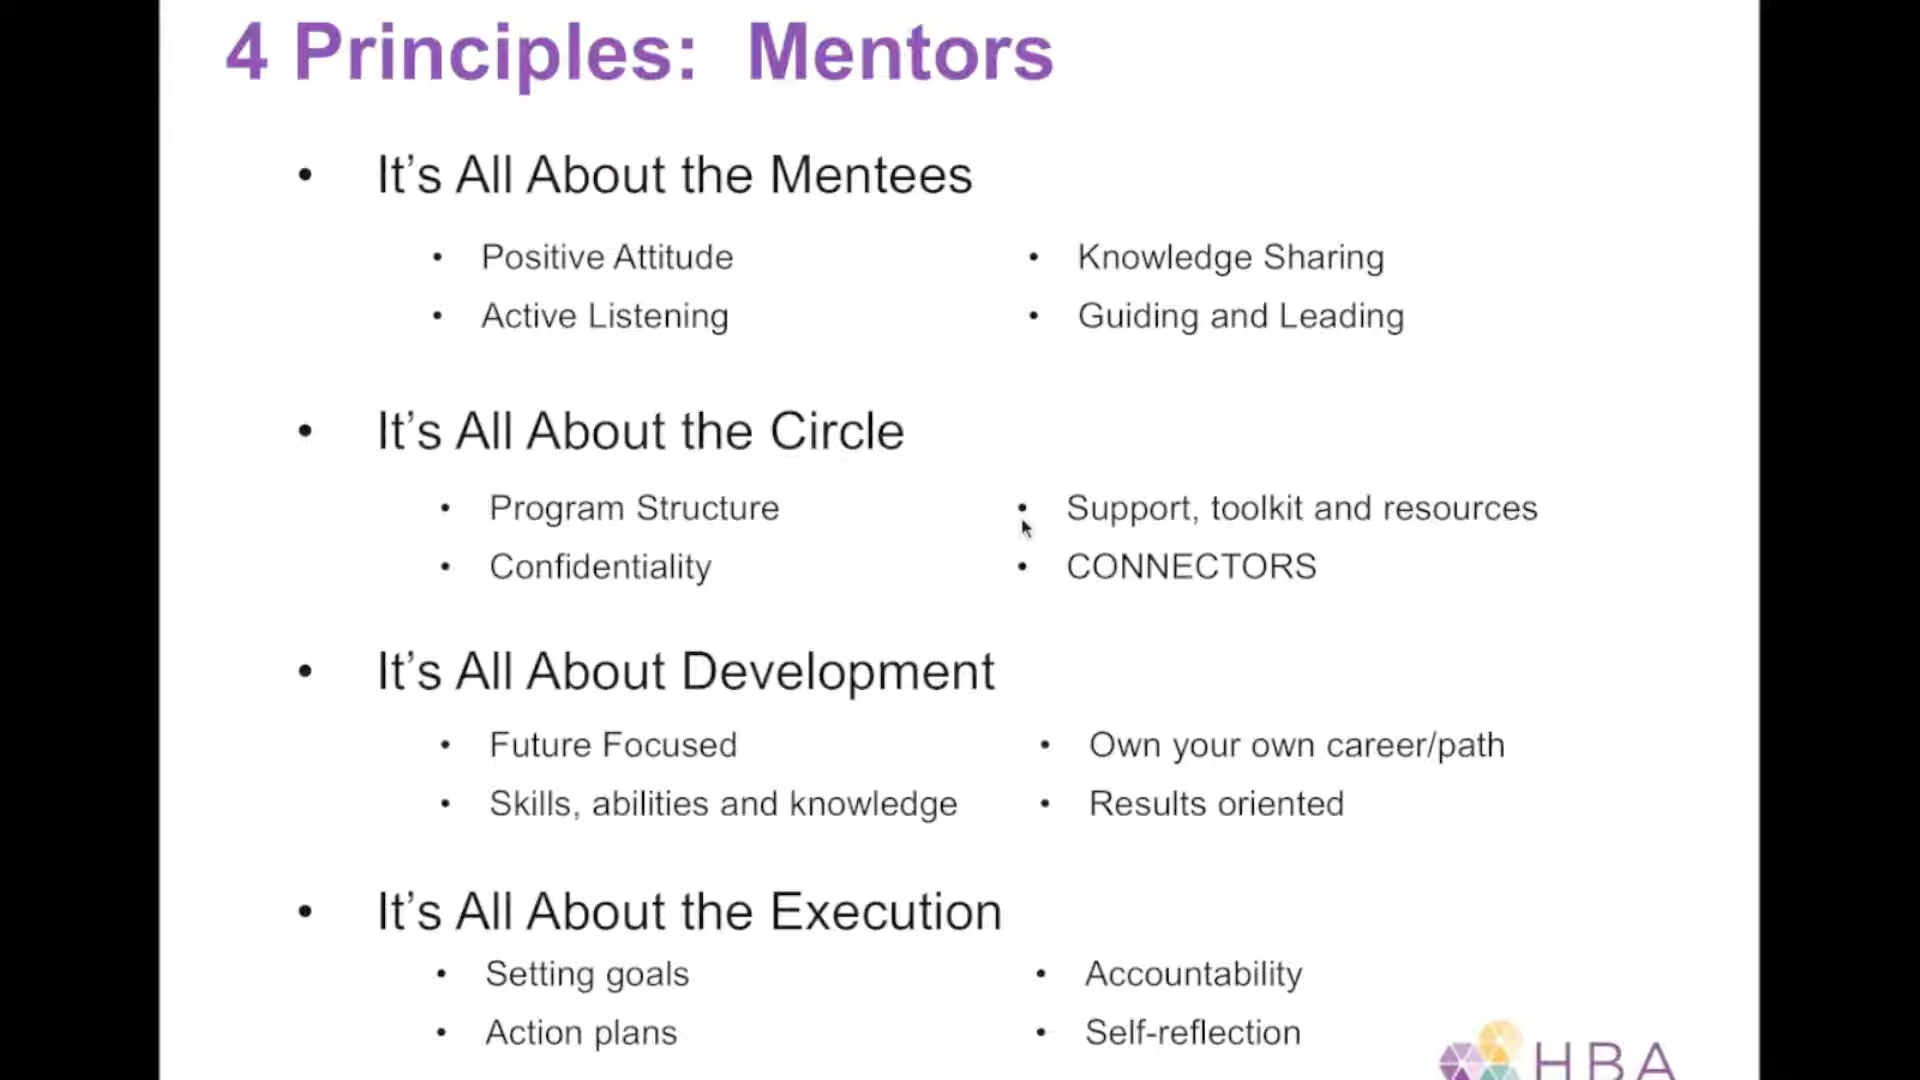 4 Principles: Mentors
• It’s All About the Mentees
• Positive Attitude • Knowledge Sharing
• Active Listening • Guiding and Leading
• It’s All About the Circle
• Program Structure • Support, toolkit and resources
• Confidentiality • CONNECTORS
• It’s All About Development
• Future Focused • Own your own career/path
• Skills, abilities and knowledge • Results oriented
• It’s All About the Execution
• Setting goals • Accountability
• Action plans • Self-reflection
HBA